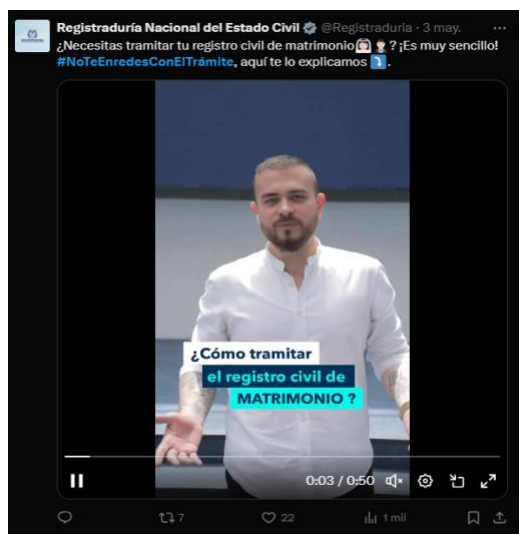 Registraduría Nacional del Estado Civil @Registraduria · 3 may.
¿Necesitas tramitar tu registro civil de matrimonio👰🤵? ¡Es muy sencillo!
#NoTeEnredesConElTrámite, aquí te lo explicamos ⤵️.
¿Cómo tramitar
el registro civil de
MATRIMONIO ?
0:03 / 0:50
7
22
1 mil